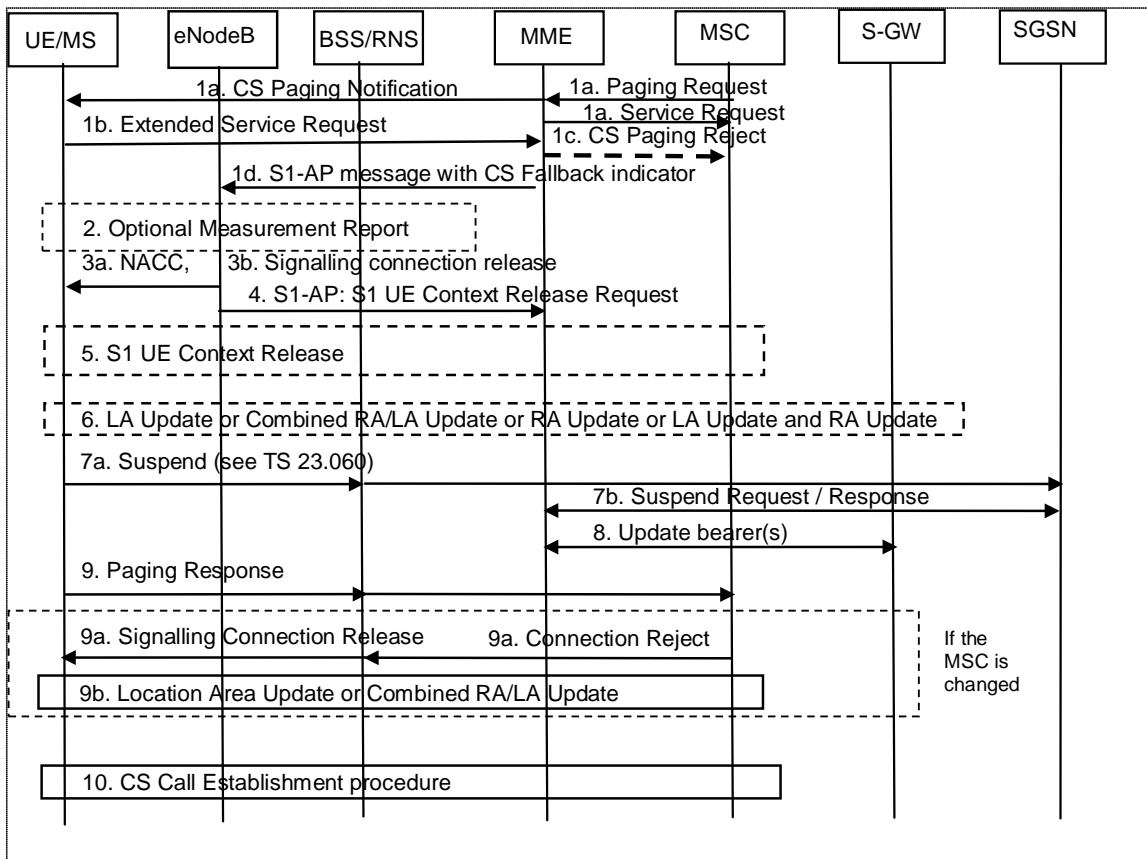 UE/MS
eNodeB
BSS/RNS
MME
MSC
S-GW
SGSN
1a. CS Paging Notification
1a. Paging Request
1a. Service Request
1b. Extended Service Request
1c. CS Paging Reject
1d. S1-AP message with CS Fallback indicator
2. Optional Measurement Report
3a. NACC,
3b. Signalling connection release
4. S1-AP: S1 UE Context Release Request
5. S1 UE Context Release
6. LA Update or Combined RA/LA Update or RA Update or LA Update and RA Update
7a. Suspend (see TS 23.060)
7b. Suspend Request / Response
8. Update bearer(s)
9. Paging Response
9a. Signalling Connection Release
9a. Connection Reject
If the
MSC is
changed
9b. Location Area Update or Combined RA/LA Update
10. CS Call Establishment procedure